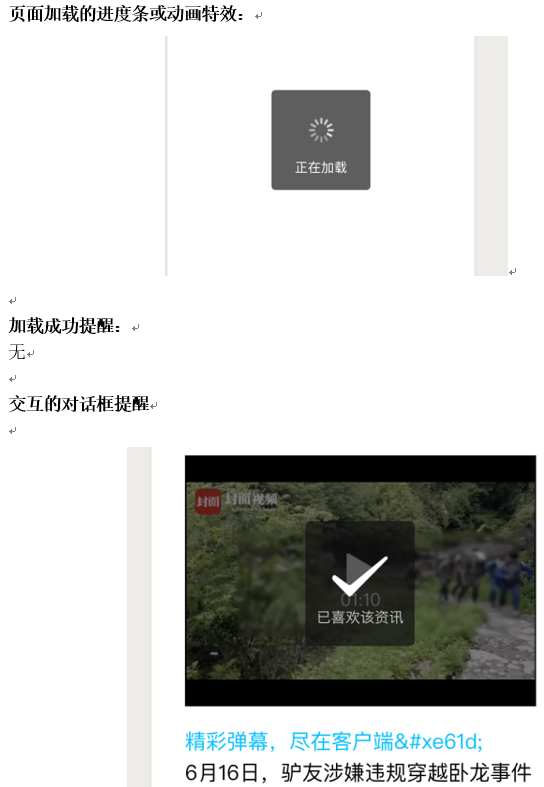 页面加载的进度条或动画特效：
正在加载
加载成功提醒：
无
交互的对话框提醒
封面
封面视频
01:10
已喜欢该资讯
精彩弹幕，尽在客户端&#xe61d;
6月16日，驴友涉嫌违规穿越卧龙事件